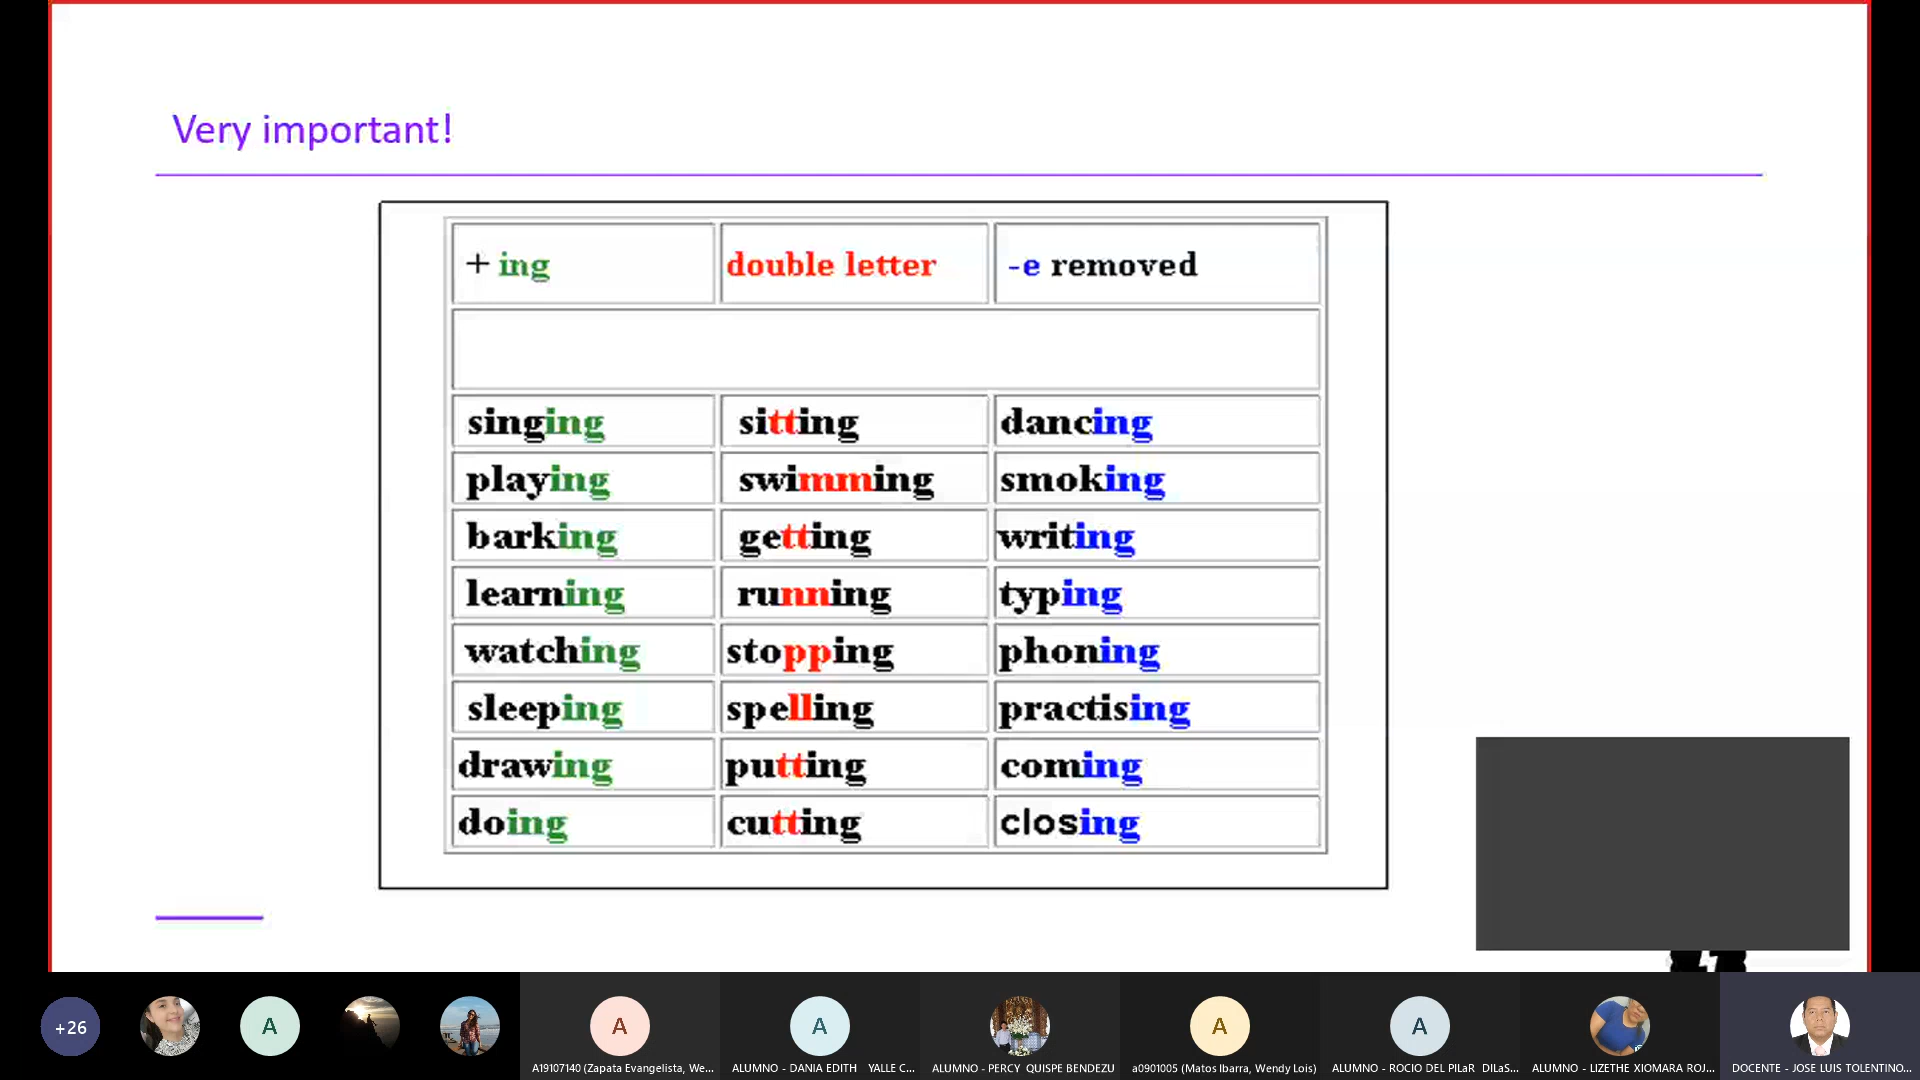 Very important!
+ ing double letter -e removed
singing sitting dancing
playing swimming smoking
barking getting writing
learning running typing
watching stopping phoning
sleeping spelling practising
drawing putting coming
doing cutting closing
+26
A
A
A
A
A
A19107140 (Zapata Evangelista, We...
ALUMNO - DANIA EDITH YALLE C...
ALUMNO - PERCY QUISPE BENDEZU
a0901005 (Matos Ibarra, Wendy Lois)
ALUMNO - ROCIO DEL PILaR DILaS...
ALUMNO - LIZETHE XIOMARA ROJ...
DOCENTE - JOSE LUIS TOLENTINO...